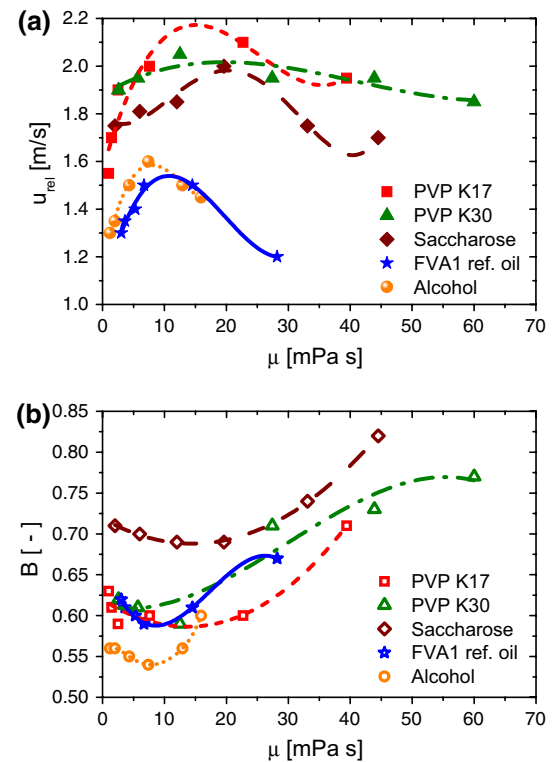 (a)
2.2
2.0
1.8
1.6
1.4
1.2
1.0
u_rel [m/s]
PVP K17
PVP K30
Saccharose
FVA1 ref. oil
Alcohol
0 10 20 30 40 50 60 70
μ [mPa s]
(b)
0.85
0.80
0.75
0.70
0.65
0.60
0.55
0.50
B [ - ]
PVP K17
PVP K30
Saccharose
FVA1 ref. oil
Alcohol
0 10 20 30 40 50 60 70
μ [mPa s]